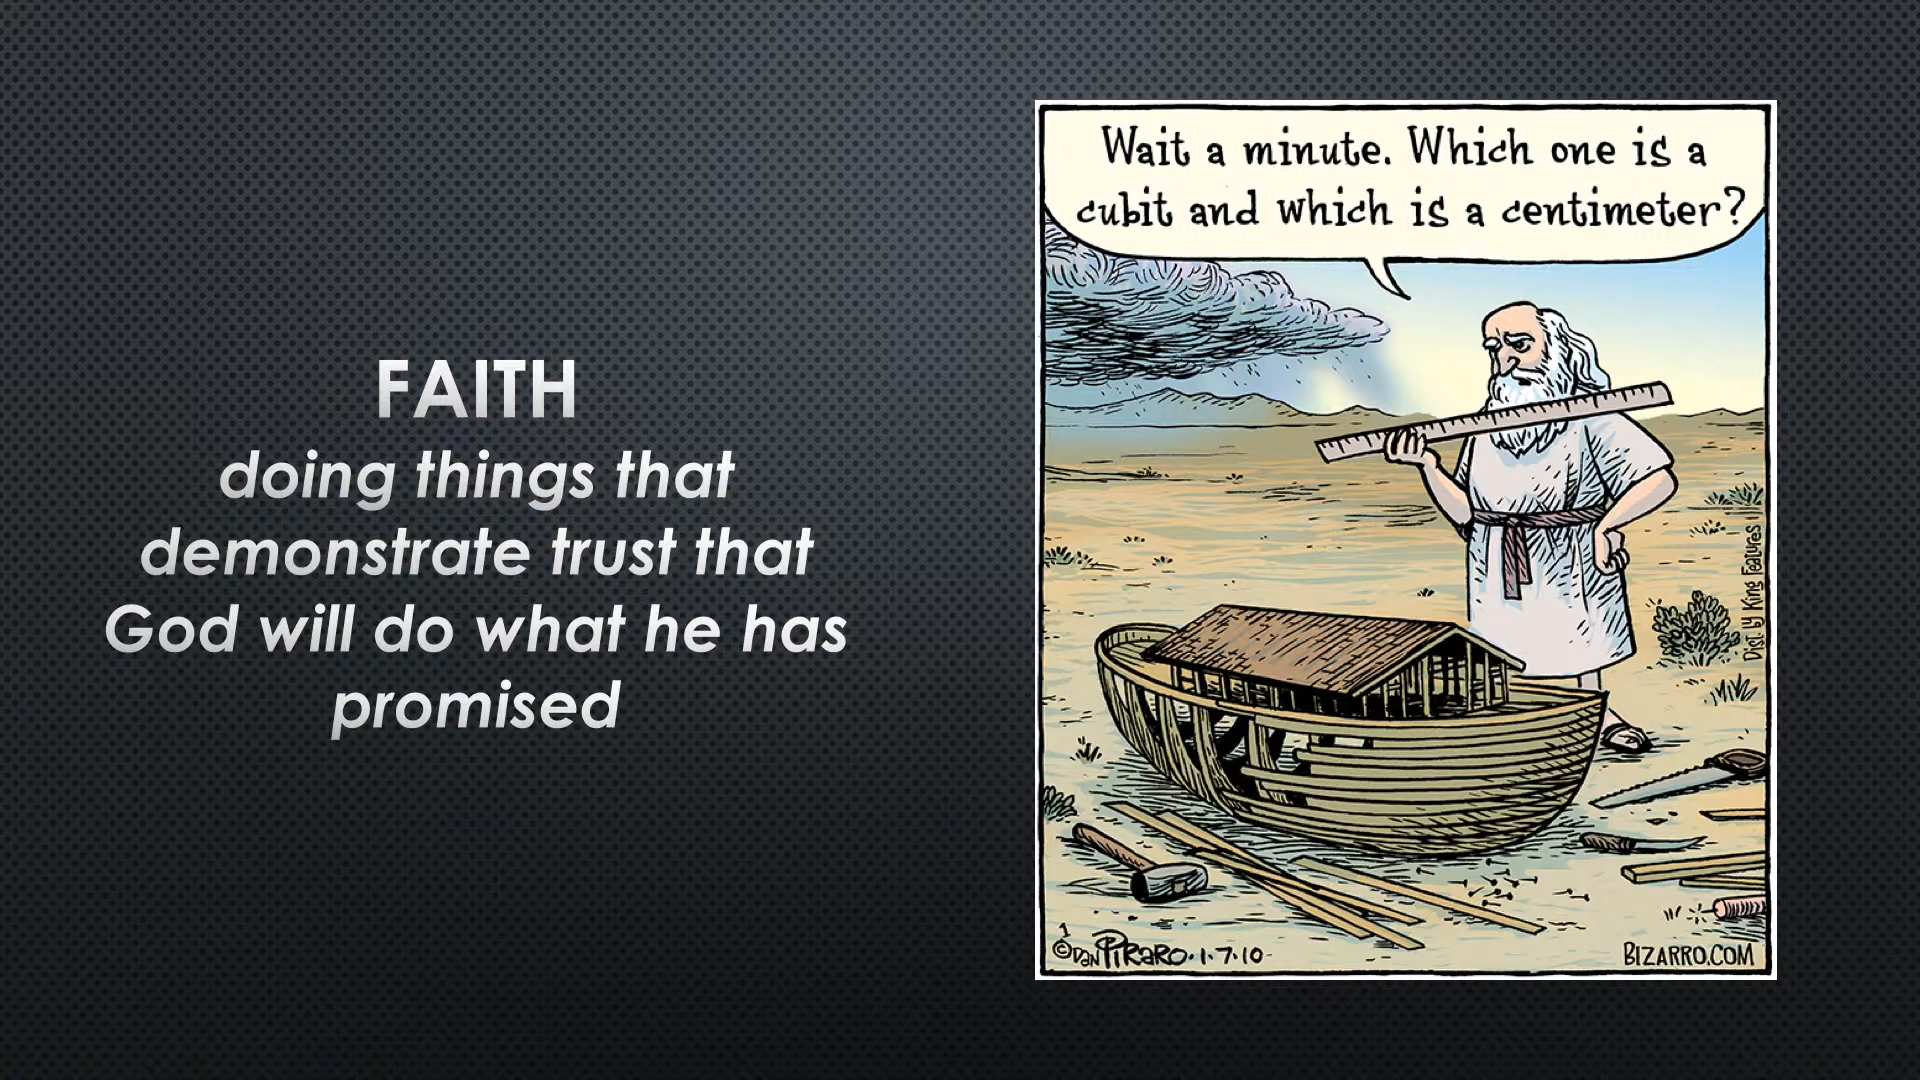 FAITH
doing things that
demonstrate trust that
God will do what he has
promised
Wait a minute. Which one is a
cubit and which is a centimeter?
Dist. by King Features
©Dan PIRARO·1·7·10
BIZARRO.COM